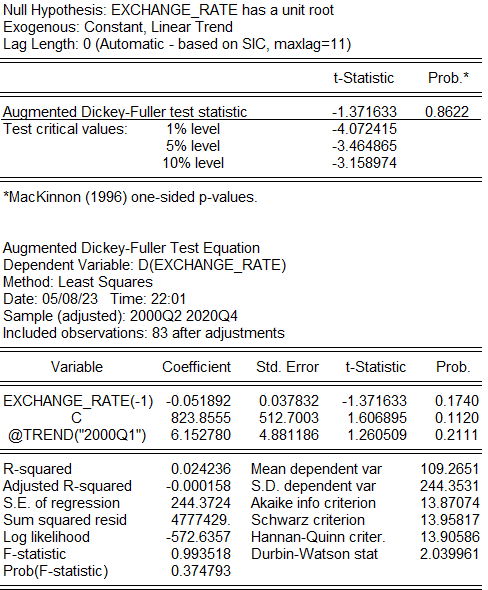 Null Hypothesis: EXCHANGE_RATE has a unit root
Exogenous: Constant, Linear Trend
Lag Length: 0 (Automatic - based on SIC, maxlag=11)
t-Statistic Prob.*
Augmented Dickey-Fuller test statistic -1.371633 0.8622
Test critical values: 1% level -4.072415
5% level -3.464865
10% level -3.158974
*MacKinnon (1996) one-sided p-values.
Augmented Dickey-Fuller Test Equation
Dependent Variable: D(EXCHANGE_RATE)
Method: Least Squares
Date: 05/08/23 Time: 22:01
Sample (adjusted): 2000Q2 2020Q4
Included observations: 83 after adjustments
Variable Coefficient Std. Error t-Statistic Prob.
EXCHANGE_RATE(-1) -0.051892 0.037832 -1.371633 0.1740
C 823.8555 512.7003 1.606895 0.1120
@TREND("2000Q1") 6.152780 4.881186 1.260509 0.2111
R-squared 0.024236 Mean dependent var 109.2651
Adjusted R-squared -0.000158 S.D. dependent var 244.3531
S.E. of regression 244.3724 Akaike info criterion 13.87074
Sum squared resid 4777429. Schwarz criterion 13.95817
Log likelihood -572.6357 Hannan-Quinn criter. 13.90586
F-statistic 0.993518 Durbin-Watson stat 2.039961
Prob(F-statistic) 0.374793